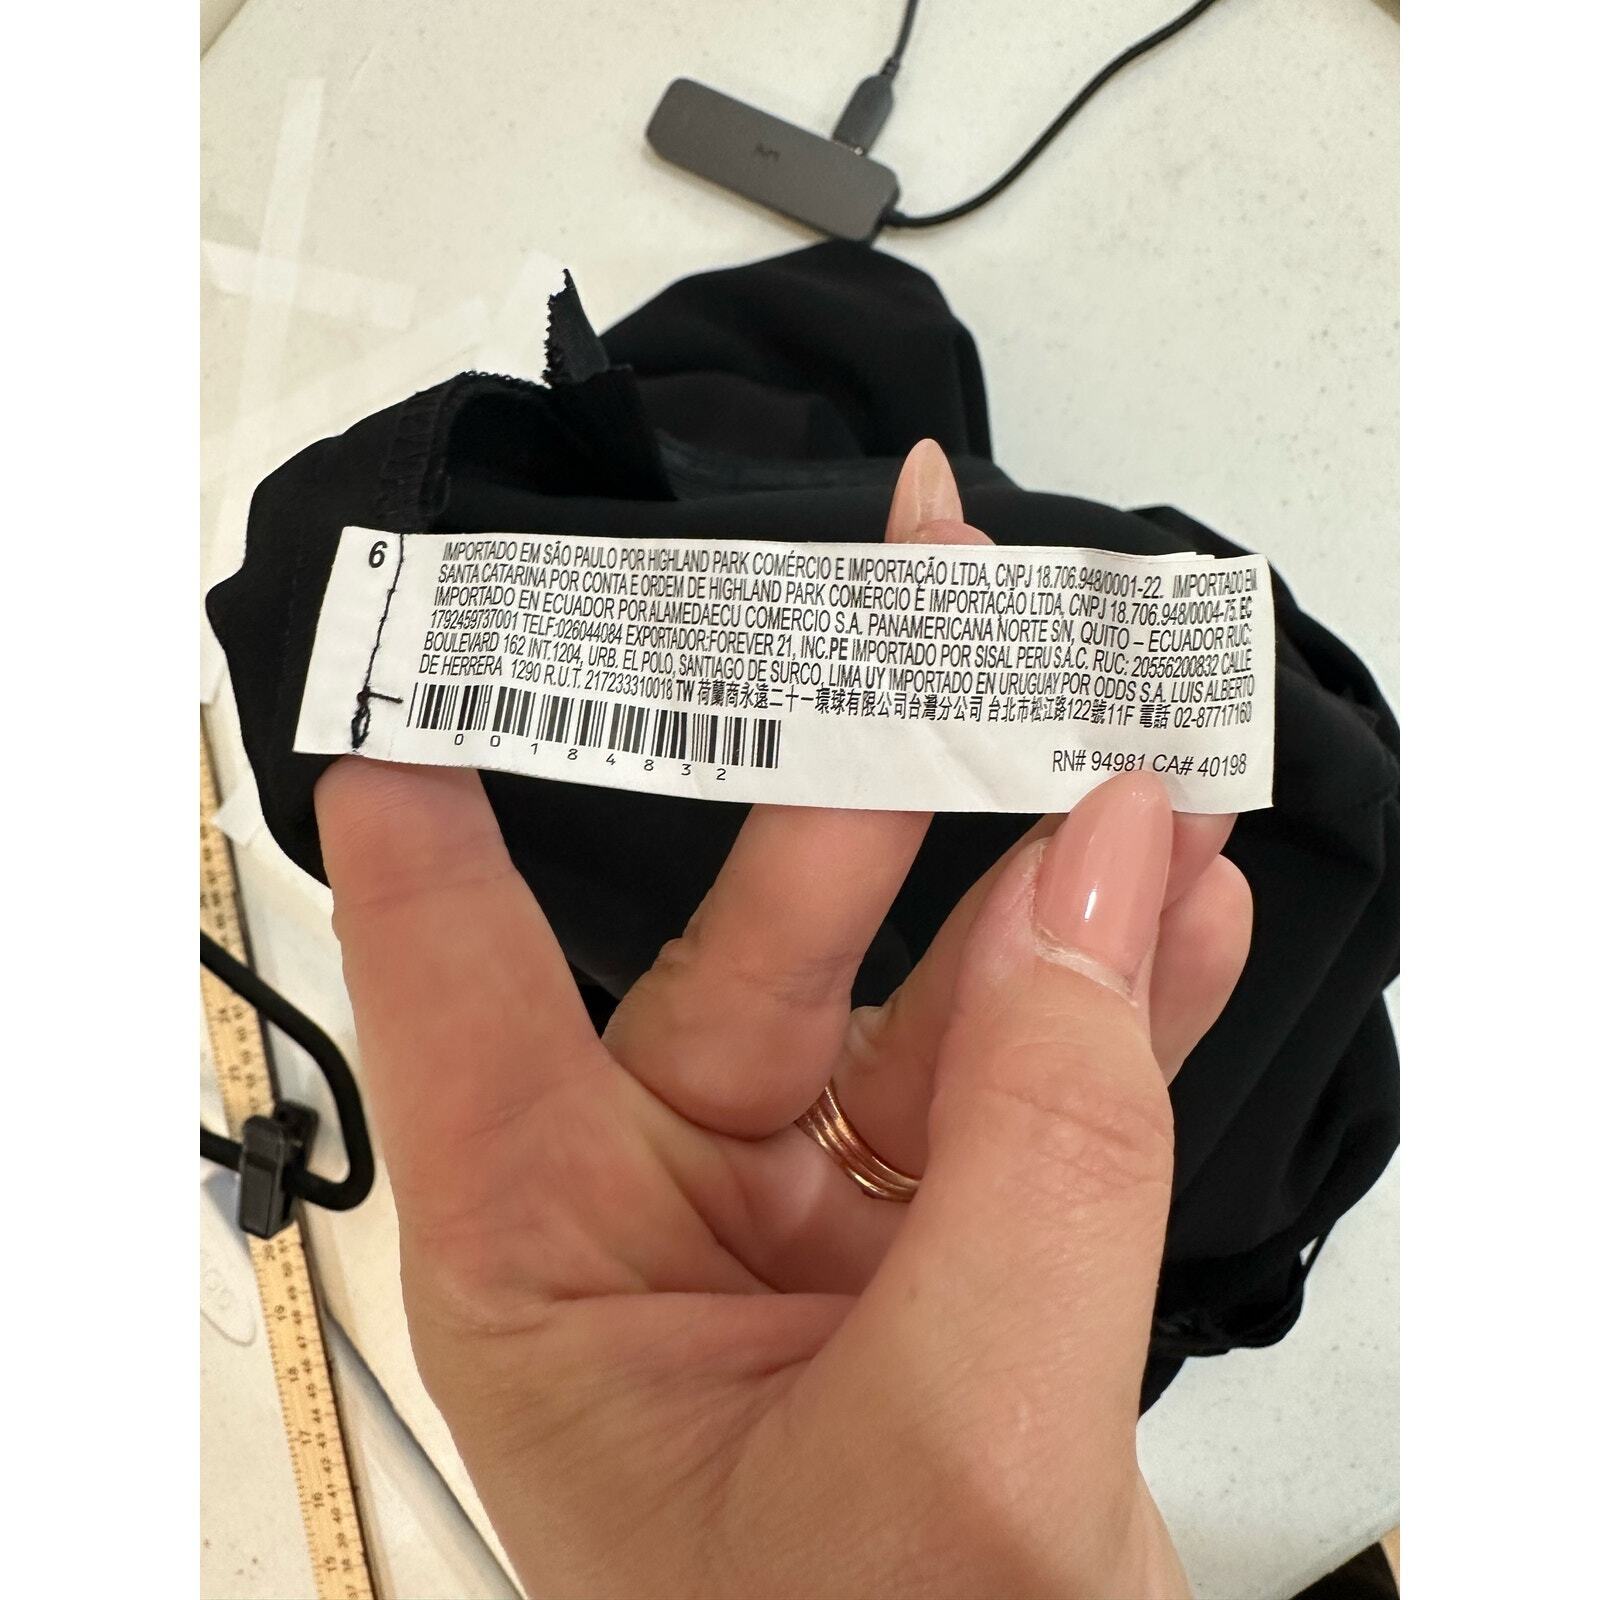 6
IMPORTADO EM SÃO PAULO POR HIGHLAND PARK COMÉRCIO E IMPORTAÇÃO LTDA, CNPJ 18.706.948/0001-22. IMPORTADO EM
SANTA CATARINA POR CONTA E ORDEM DE HIGHLAND PARK COMÉRCIO E IMPORTAÇÃO LTDA, CNPJ 18.706.948/0004-75. EC
IMPORTADO EN ECUADOR POR ALAMEDAECU COMERCIO S.A. PANAMERICANA NORTE S/N, QUITO – ECUADOR RUC:
1792459737001 TELF:026044084 EXPORTADOR:FOREVER 21, INC.PE IMPORTADO POR SISAL PERU S.A.C. RUC: 20556200832 CALLE
BOULEVARD 162 INT.1204, URB. EL POLO, SANTIAGO DE SURCO, LIMA UY IMPORTADO EN URUGUAY POR ODDS S.A. LUIS ALBERTO
DE HERRERA 1290 R.U.T. 217233310018 TW 荷蘭商永遠二十一環球有限公司台灣分公司 台北市松江路122號11F 電話 02-87717160
00184832
RN# 94981 CA# 40198